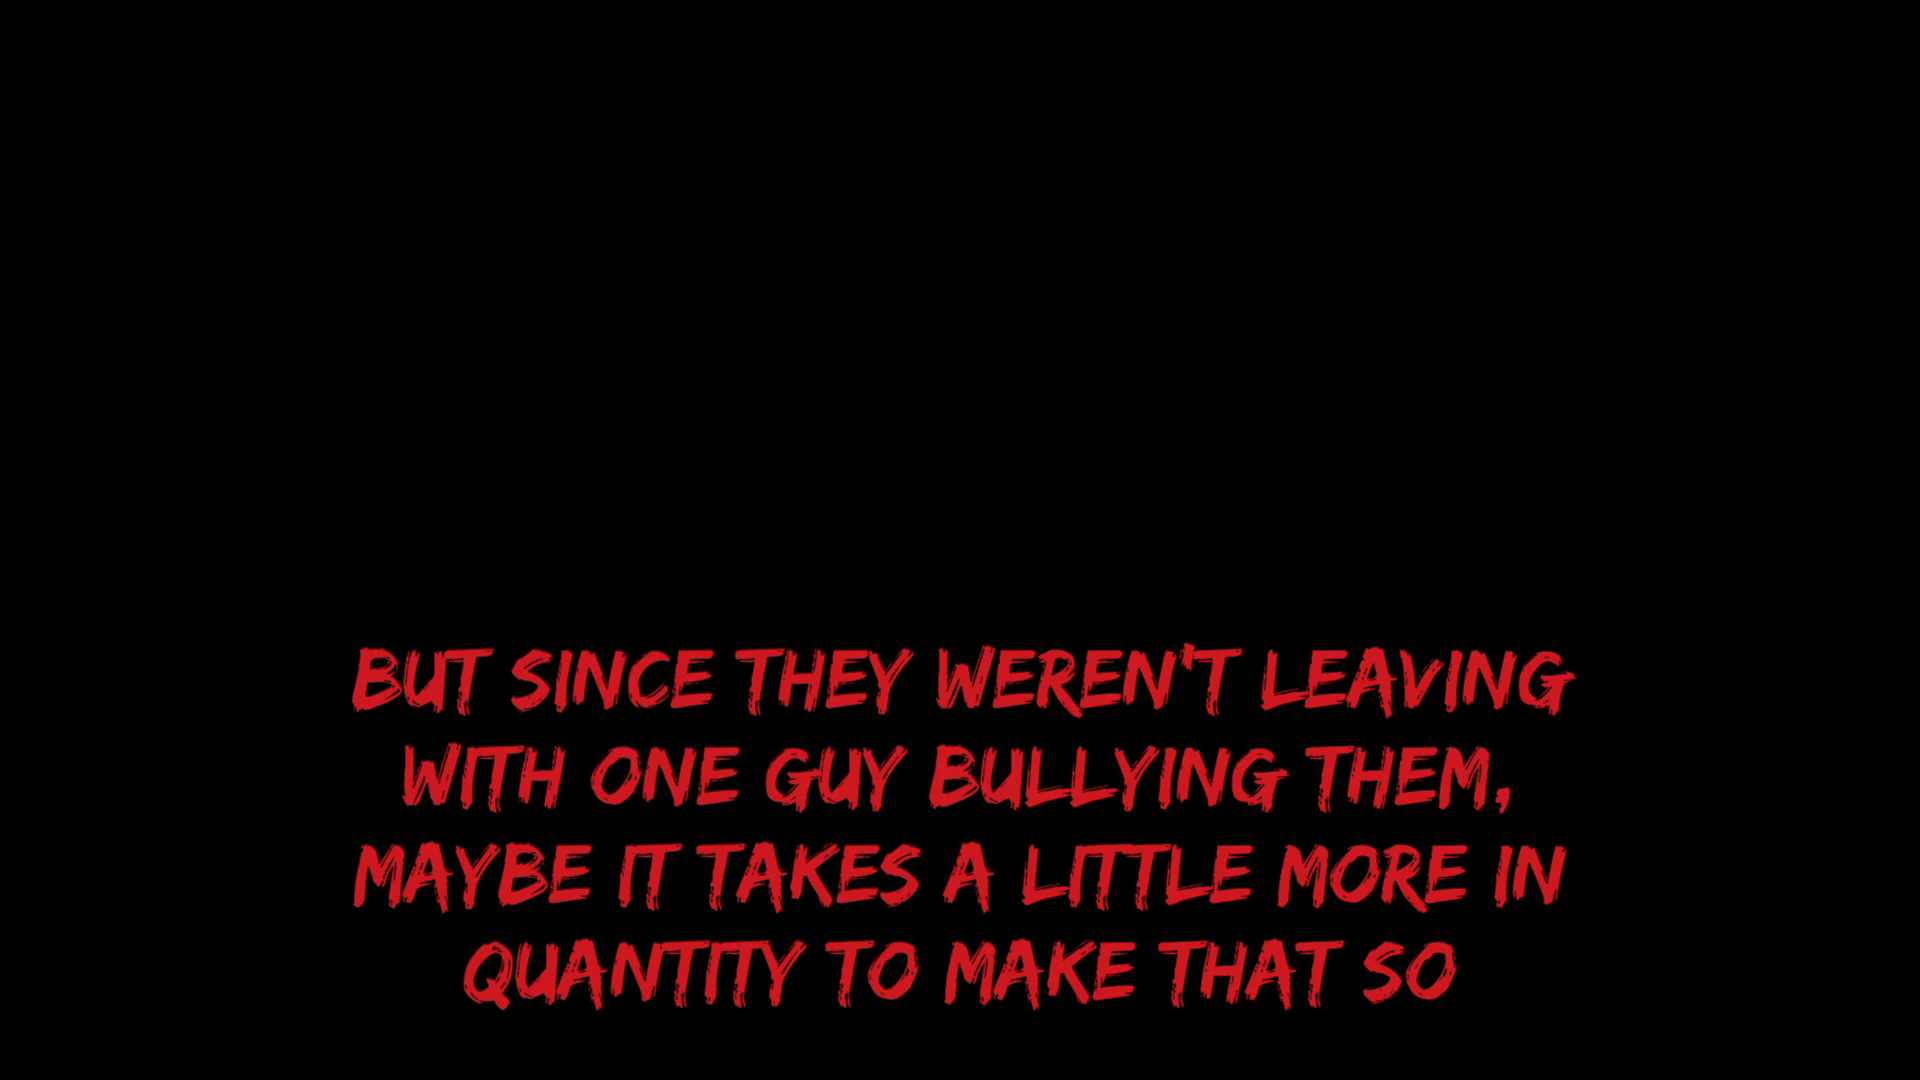 BUT SINCE THEY WEREN'T LEAVING
WITH ONE GUY BULLYING THEM,
MAYBE IT TAKES A LITTLE MORE IN
QUANTITY TO MAKE THAT SO